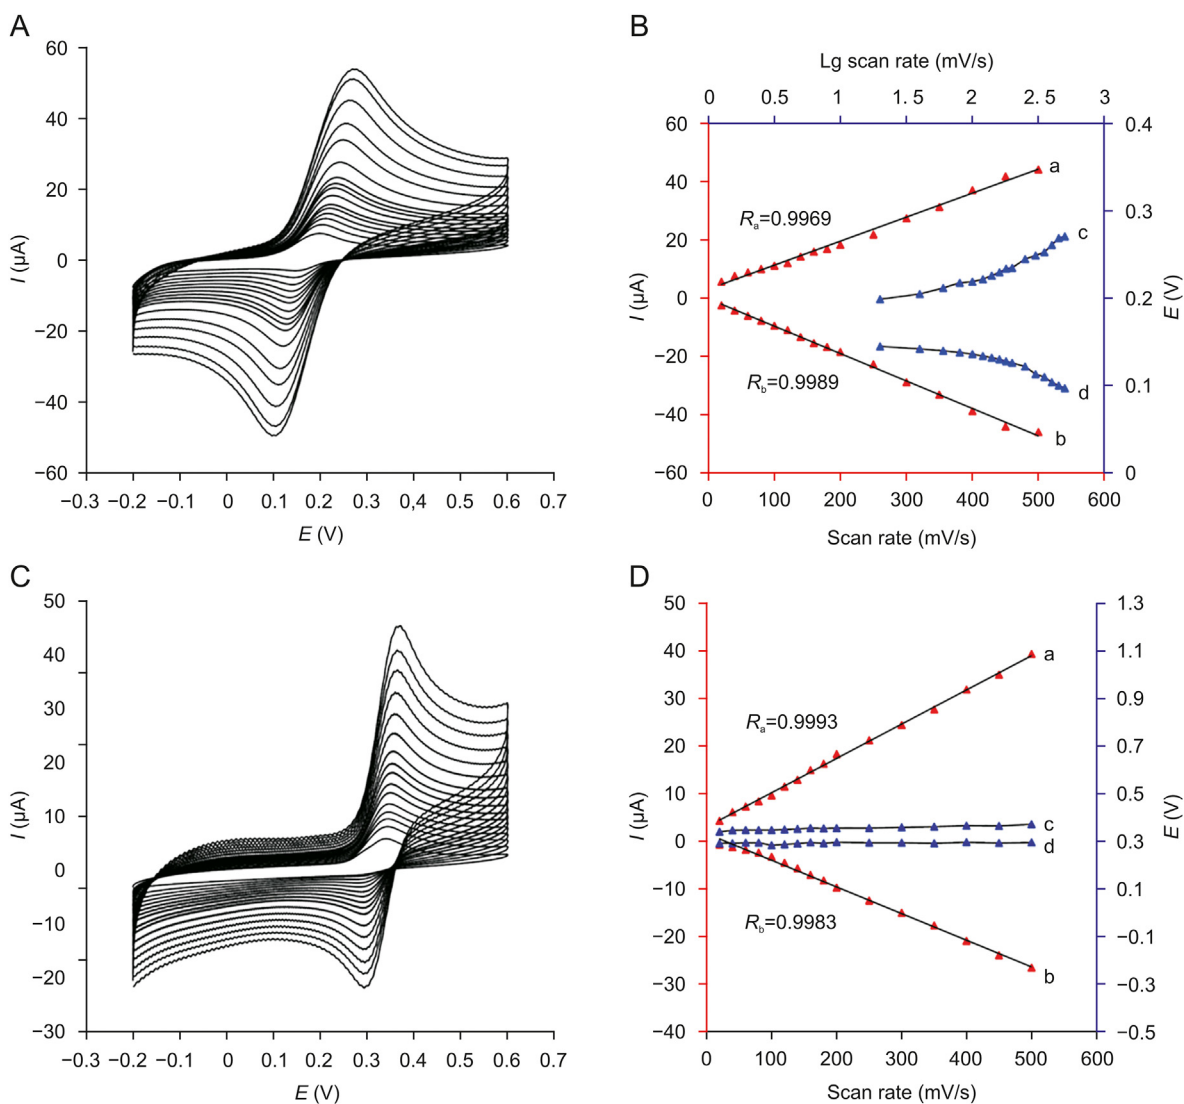 A
60
40
20
0
−20
−40
−60
I (µA)
−0.3 −0.2 −0.1 0 0.1 0.2 0.3 0,4 0.5 0.6 0.7
E (V)
B
Lg scan rate (mV/s)
0 0.5 1 1.5 2 2.5 3
60
40
20
0
−20
−40
−60
I (µA)
0.4
0.3
0.2
0.1
0
E (V)
a
Ra=0.9969
c
Rb=0.9989
d
b
0 100 200 300 400 500 600
Scan rate (mV/s)
C
50
40
30
20
10
0
−10
−20
−30
I (µA)
−0.3 −0.2 −0.1 0 0.1 0.2 0.3 0.4 0.5 0.6 0.7
E (V)
D
50
40
30
20
10
0
−10
−20
−30
−40
I (µA)
1.3
1.1
0.9
0.7
0.5
0.3
0.1
−0.1
−0.3
−0.5
E (V)
a
Ra=0.9993
c
d
Rb=0.9983
b
0 100 200 300 400 500 600
Scan rate (mV/s)